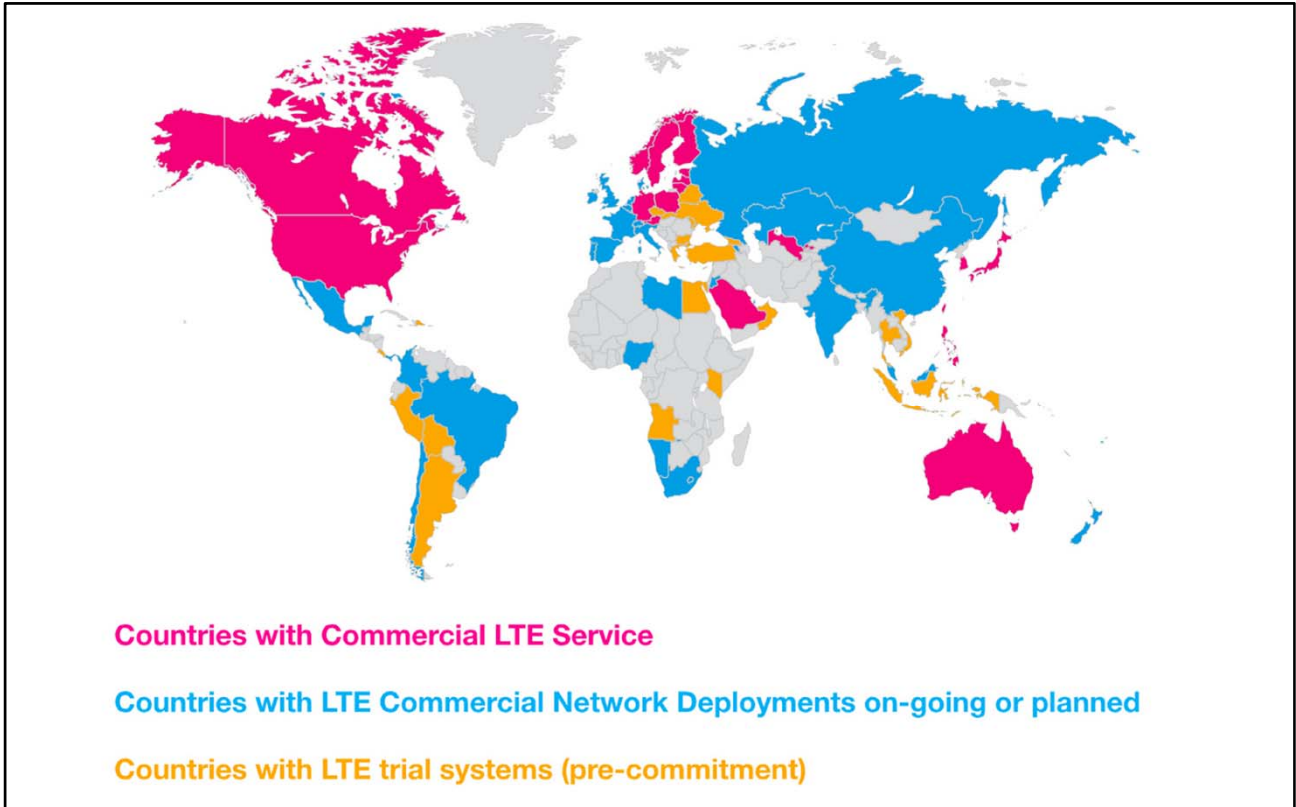 Countries with Commercial LTE Service
Countries with LTE Commercial Network Deployments on-going or planned
Countries with LTE trial systems (pre-commitment)